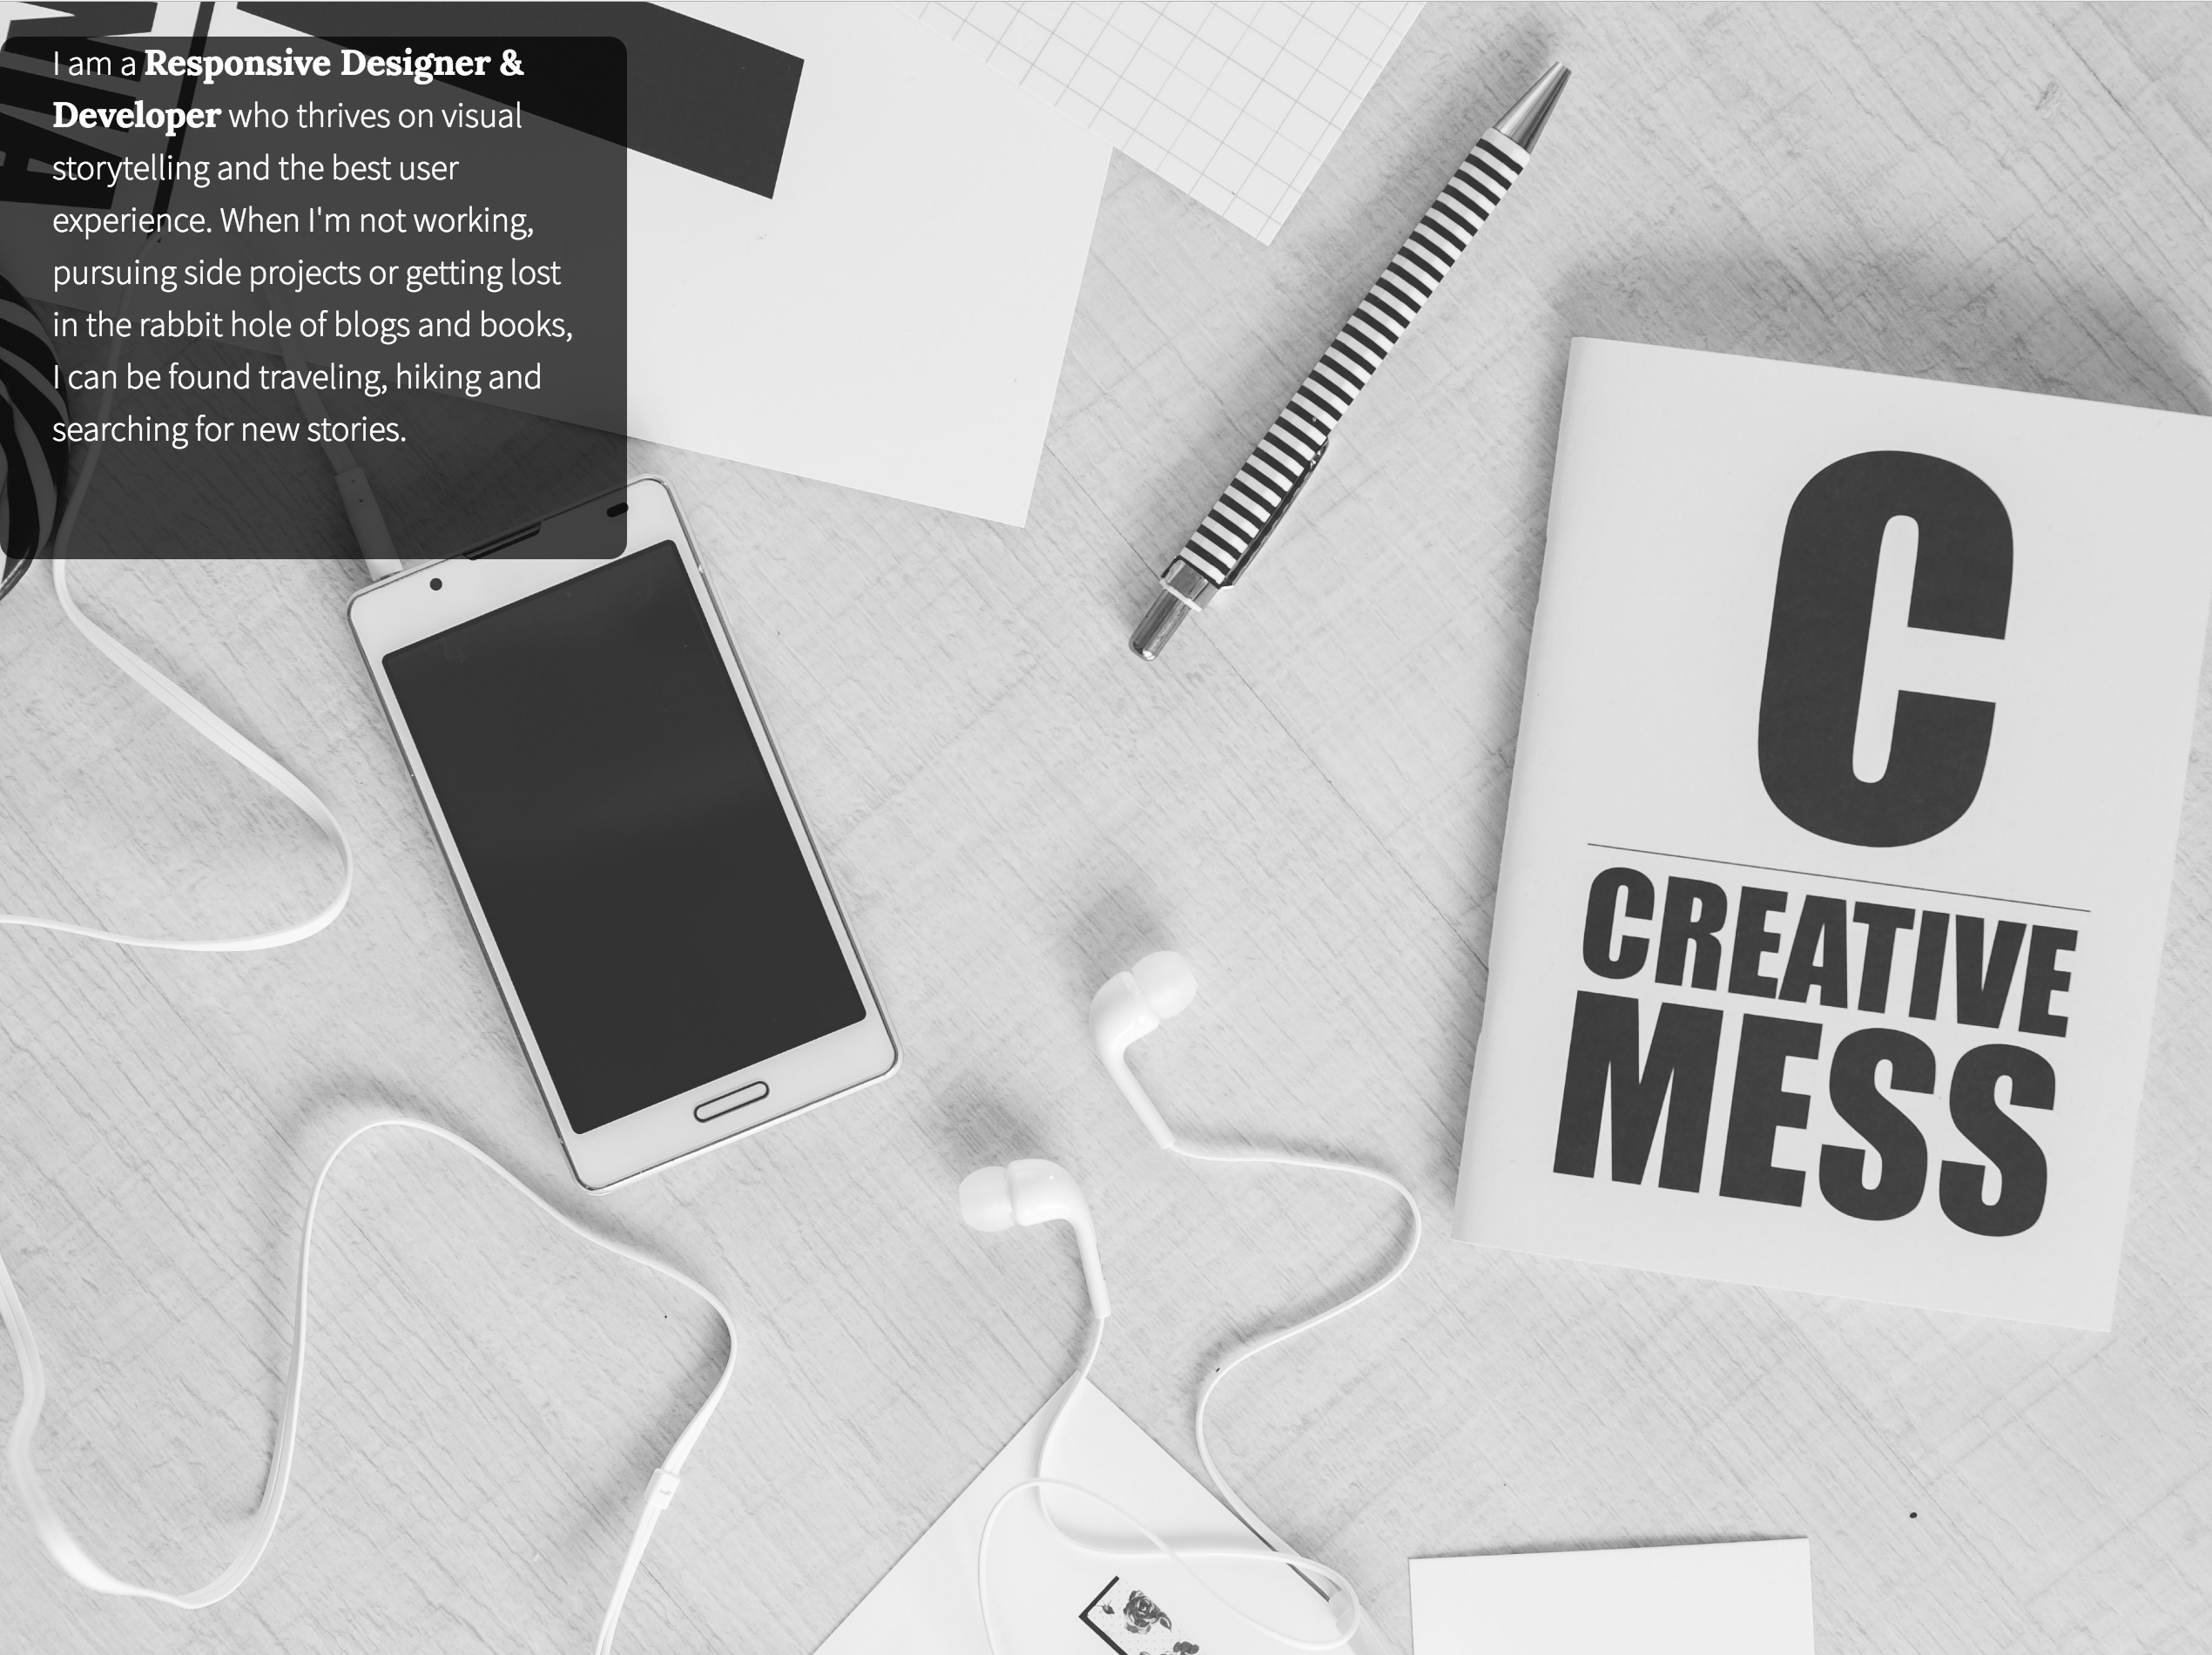 I am a Responsive Designer &
Developer who thrives on visual
storytelling and the best user
experience. When I'm not working,
pursuing side projects or getting lost
in the rabbit hole of blogs and books,
I can be found traveling, hiking and
searching for new stories.
C
CREATIVE
MESS